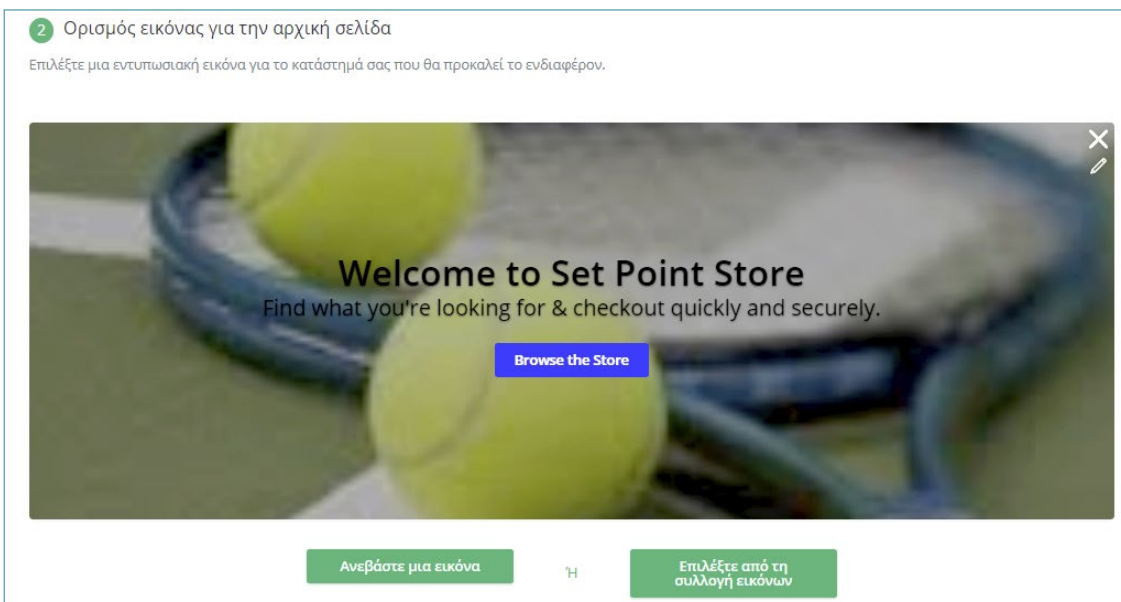 2 Ορισμός εικόνας για την αρχική σελίδα
Επιλέξτε μια εντυπωσιακή εικόνα για το κατάστημά σας που θα προκαλεί το ενδιαφέρον.
Welcome to Set Point Store
Find what you're looking for & checkout quickly and securely.
Browse the Store
Ανεβάστε μια εικόνα
Ή
Επιλέξτε από τη
συλλογή εικόνων